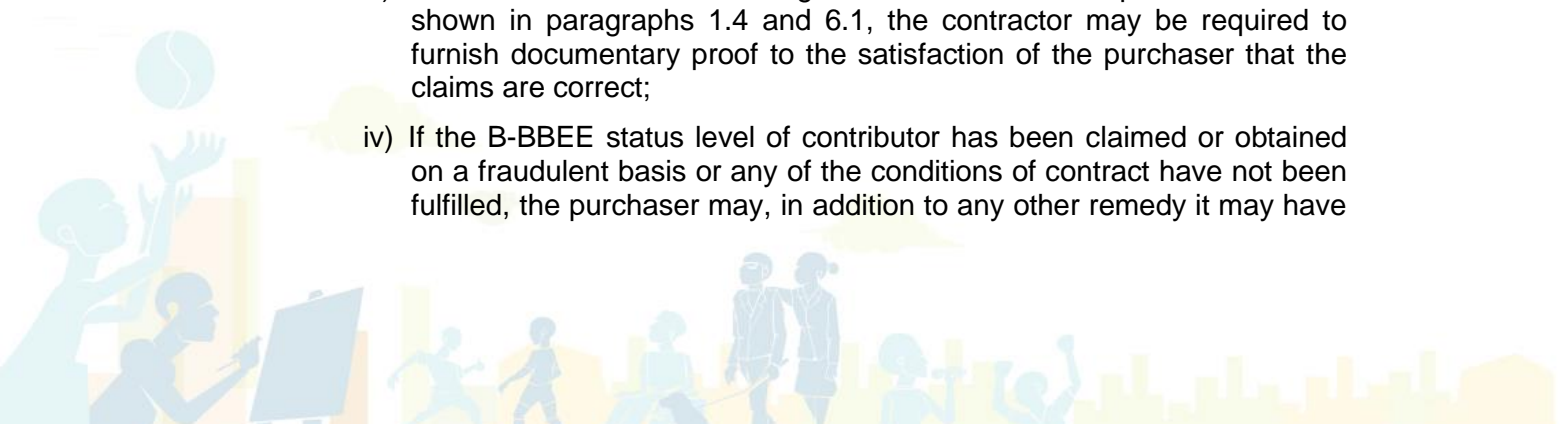 shown in paragraphs 1.4 and 6.1, the contractor may be required to
furnish documentary proof to the satisfaction of the purchaser that the
claims are correct;
iv) If the B-BBEE status level of contributor has been claimed or obtained
on a fraudulent basis or any of the conditions of contract have not been
fulfilled, the purchaser may, in addition to any other remedy it may have